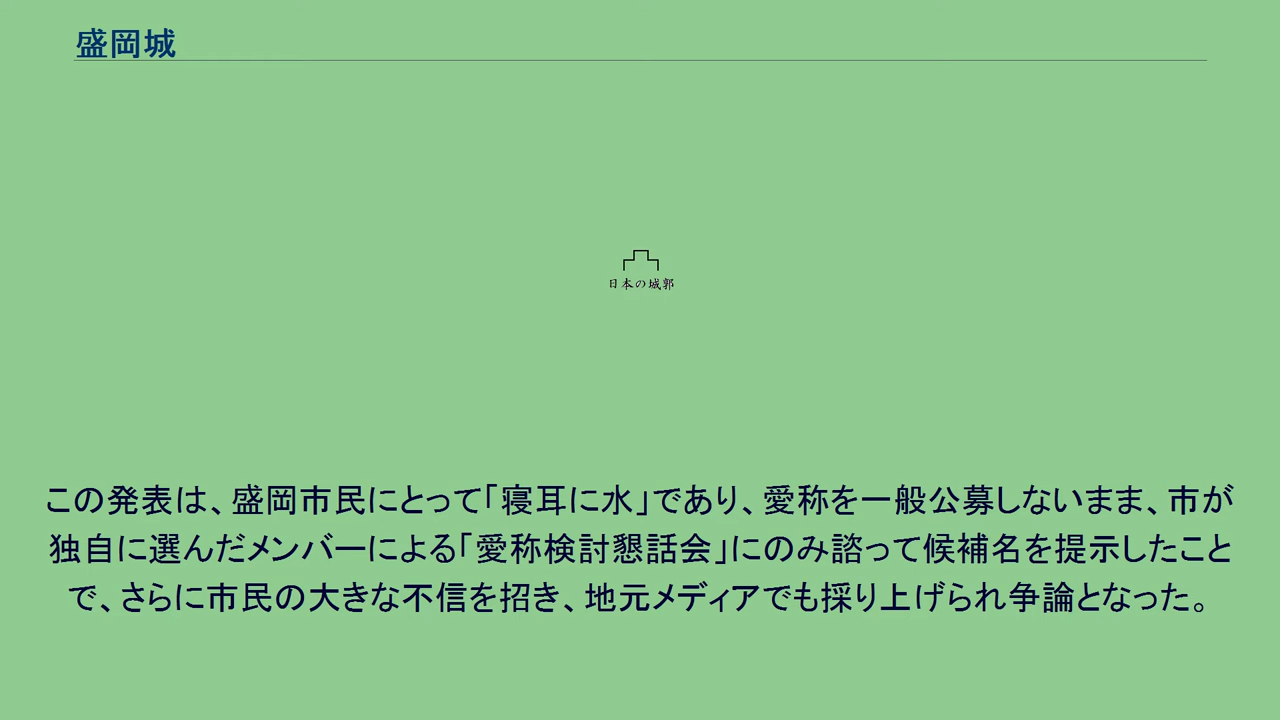 盛岡城
日本の城郭
この発表は、盛岡市民にとって「寝耳に水」であり、愛称を一般公募しないまま、市が
独自に選んだメンバーによる「愛称検討懇話会」にのみ諮って候補名を提示したこと
で、さらに市民の大きな不信を招き、地元メディアでも採り上げられ争論となった。